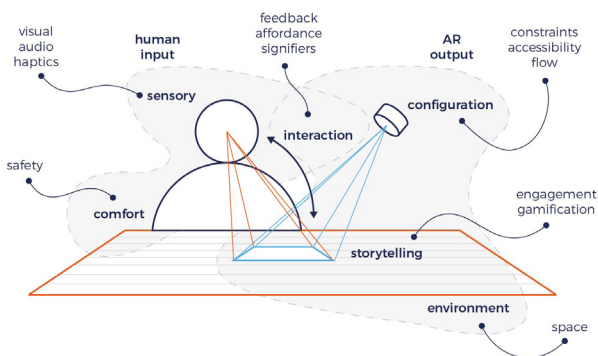 visual
audio
haptics
human
input
feedback
affordance
signifiers
AR
output
constraints
accessibility
flow
sensory
configuration
interaction
safety
comfort
engagement
gamification
storytelling
environment
space